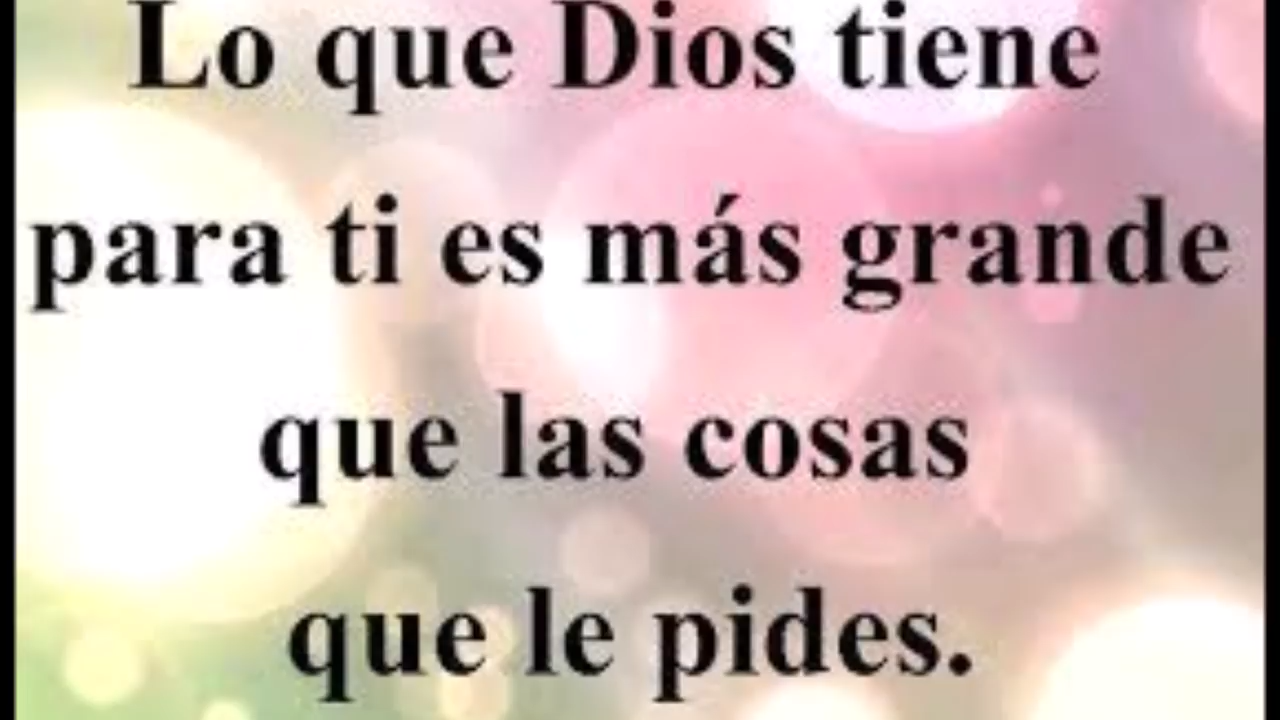 Lo que Dios tiene
para ti es más grande
que las cosas
que le pides.